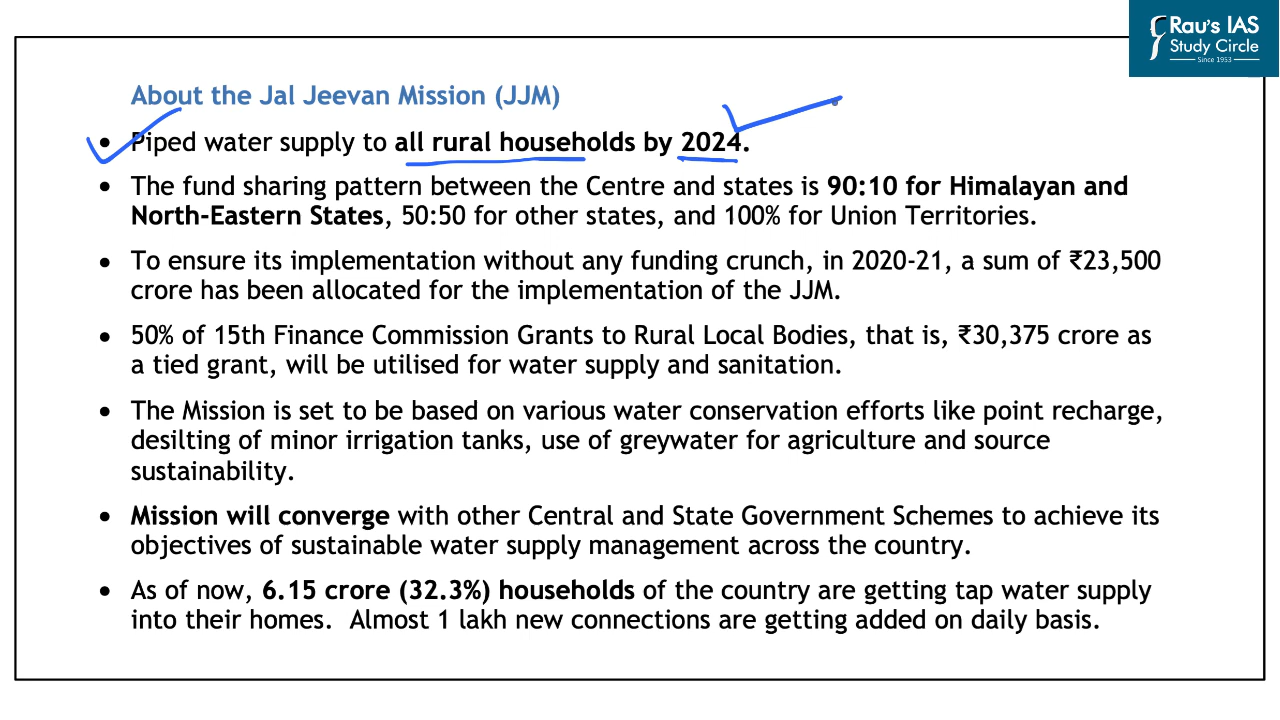 Rau's IAS
Study Circle
Since 1953
About the Jal Jeevan Mission (JJM)
• Piped water supply to all rural households by 2024.
• The fund sharing pattern between the Centre and states is 90:10 for Himalayan and
North-Eastern States, 50:50 for other states, and 100% for Union Territories.
• To ensure its implementation without any funding crunch, in 2020-21, a sum of ₹23,500
crore has been allocated for the implementation of the JJM.
• 50% of 15th Finance Commission Grants to Rural Local Bodies, that is, ₹30,375 crore as
a tied grant, will be utilised for water supply and sanitation.
• The Mission is set to be based on various water conservation efforts like point recharge,
desilting of minor irrigation tanks, use of greywater for agriculture and source
sustainability.
• Mission will converge with other Central and State Government Schemes to achieve its
objectives of sustainable water supply management across the country.
• As of now, 6.15 crore (32.3%) households of the country are getting tap water supply
into their homes. Almost 1 lakh new connections are getting added on daily basis.